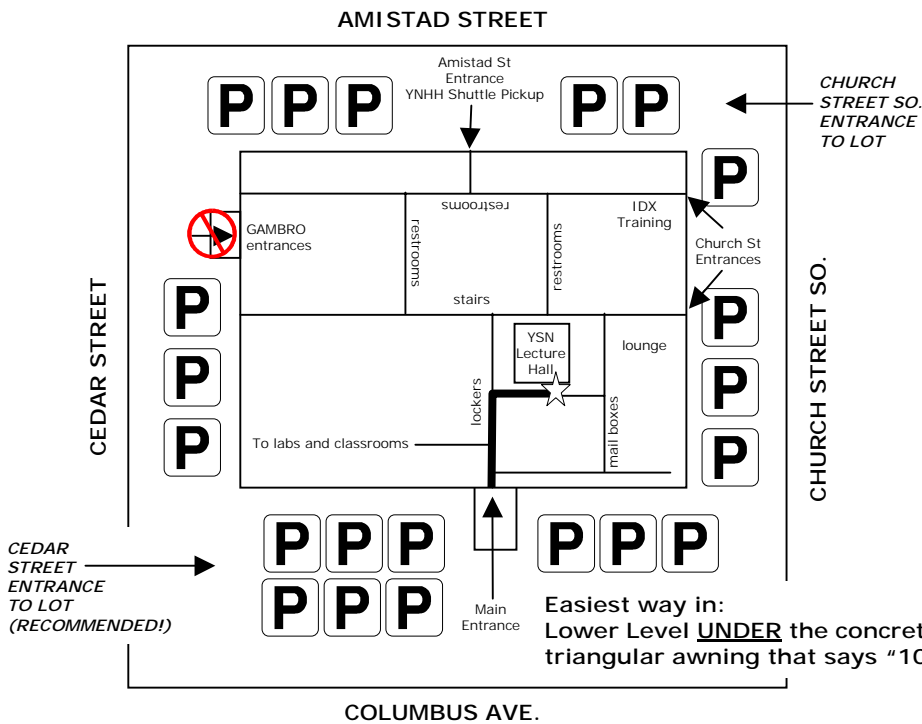 AMISTAD STREET
Amistad St
Entrance
YNHH Shuttle Pickup
CHURCH
STREET SO.
ENTRANCE
TO LOT
P P P P P
P
restrooms
IDX
Training
GAMBRO
entrances
restrooms
restrooms
Church St
Entrances
stairs
CEDAR STREET
CHURCH STREET SO.
P
P
P
P
P
P
YSN
Lecture
Hall
lounge
lockers
mail boxes
To labs and classrooms
P P P P P P
P P P
CEDAR
STREET
ENTRANCE
TO LOT
(RECOMMENDED!)
Main
Entrance
Easiest way in:
Lower Level UNDER the concret
triangular awning that says "10
COLUMBUS AVE.